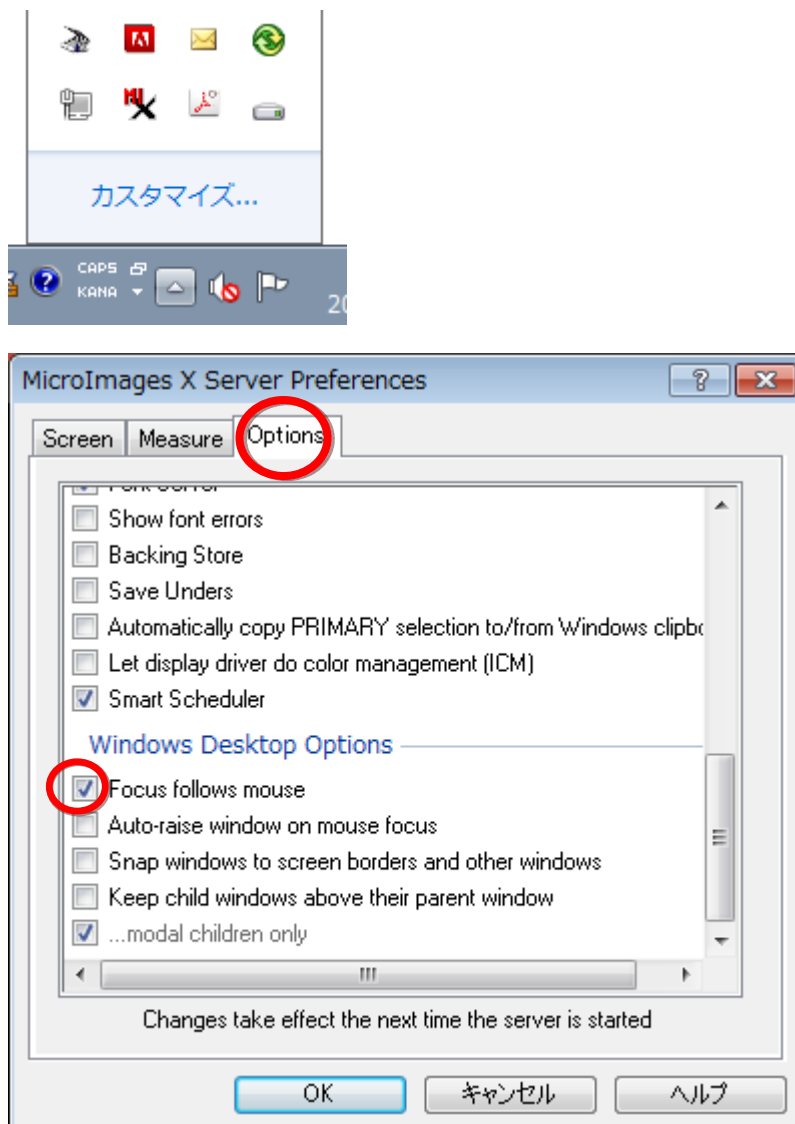 カスタマイズ...
CAPS
KANA
20
MicroImages X Server Preferences
Screen Measure Options
Show font errors
Backing Store
Save Unders
Automatically copy PRIMARY selection to/from Windows clipbo
Let display driver do color management (ICM)
Smart Scheduler
Windows Desktop Options
Focus follows mouse
Auto-raise window on mouse focus
Snap windows to screen borders and other windows
Keep child windows above their parent window
...modal children only
Changes take effect the next time the server is started
OK キャンセル ヘルプ